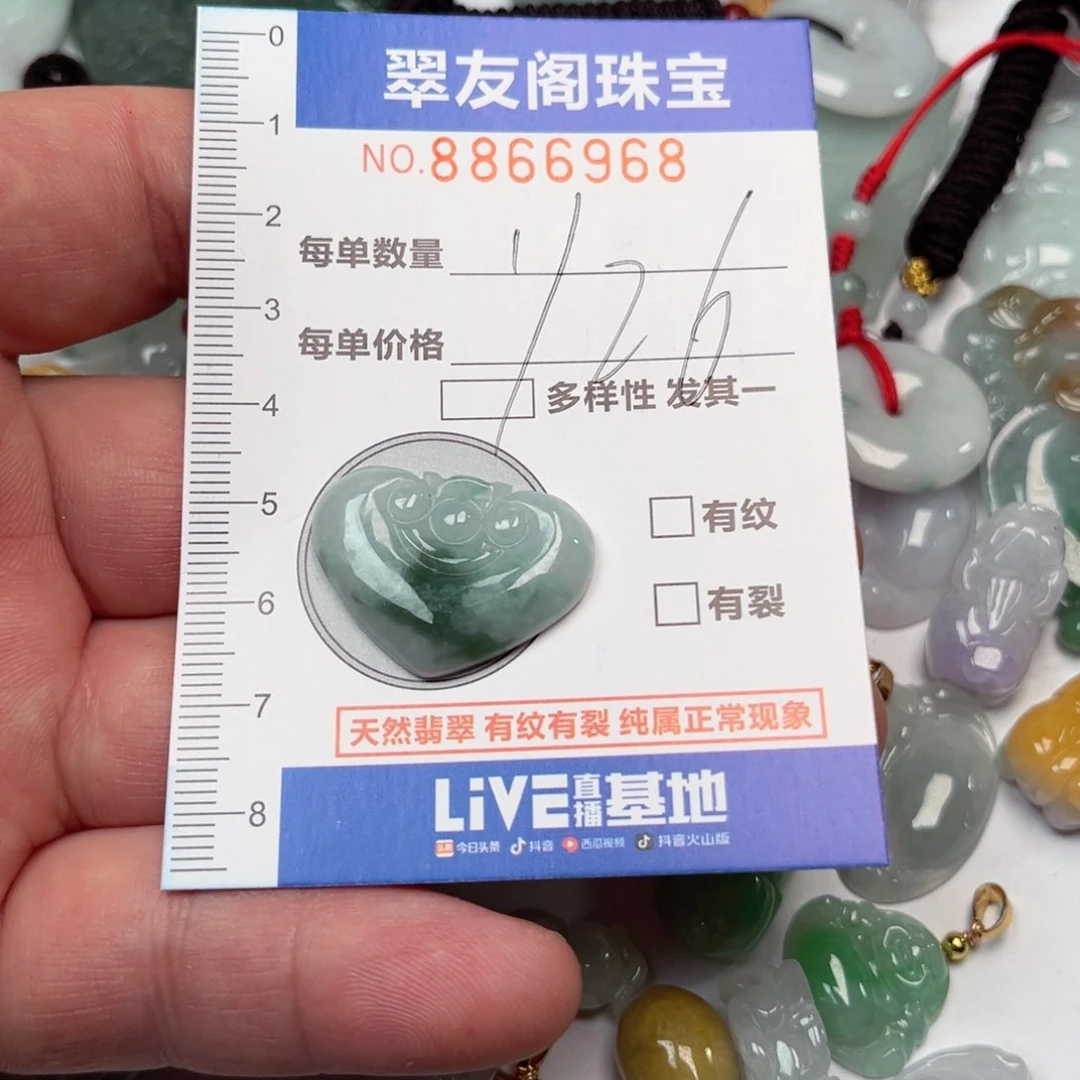 翠友阁珠宝
NO.8866968
每单数量
每单价格
126
多样性 发其一
有纹
有裂
天然翡翠 有纹有裂 纯属正常现象
LiVE直播基地
头条 今日头条 抖音 西瓜视频 抖音火山版
0
1
2
3
4
5
6
7
8